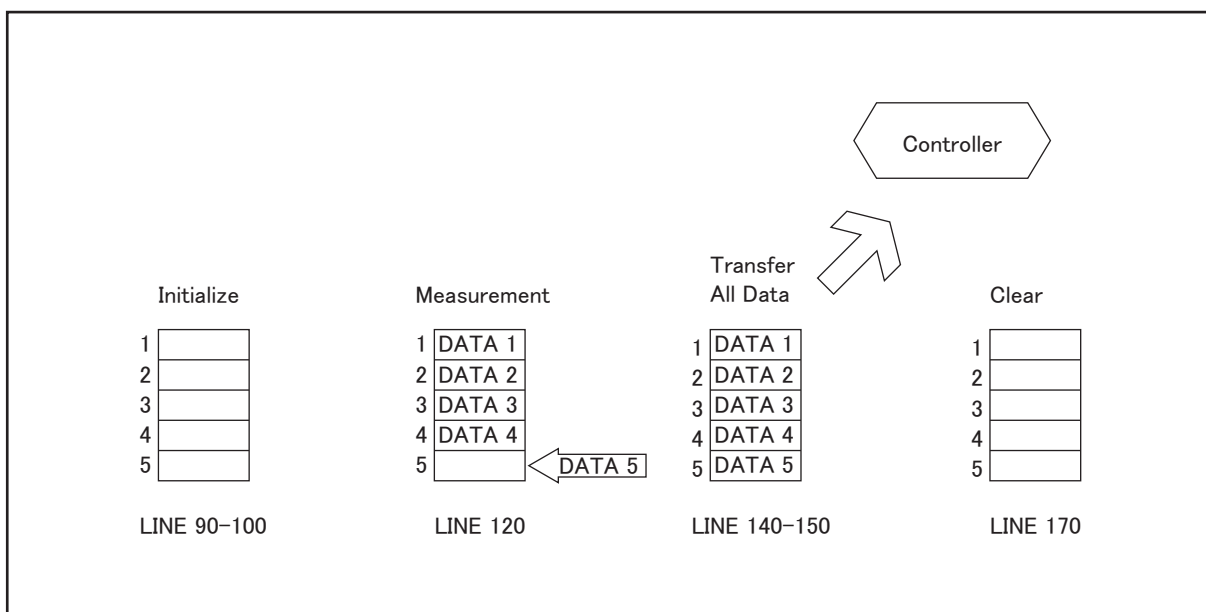 Controller
Initialize
1
2
3
4
5
LINE 90-100
Measurement
1 DATA 1
2 DATA 2
3 DATA 3
4 DATA 4
5
DATA 5
LINE 120
Transfer
All Data
1 DATA 1
2 DATA 2
3 DATA 3
4 DATA 4
5 DATA 5
LINE 140-150
Clear
1
2
3
4
5
LINE 170